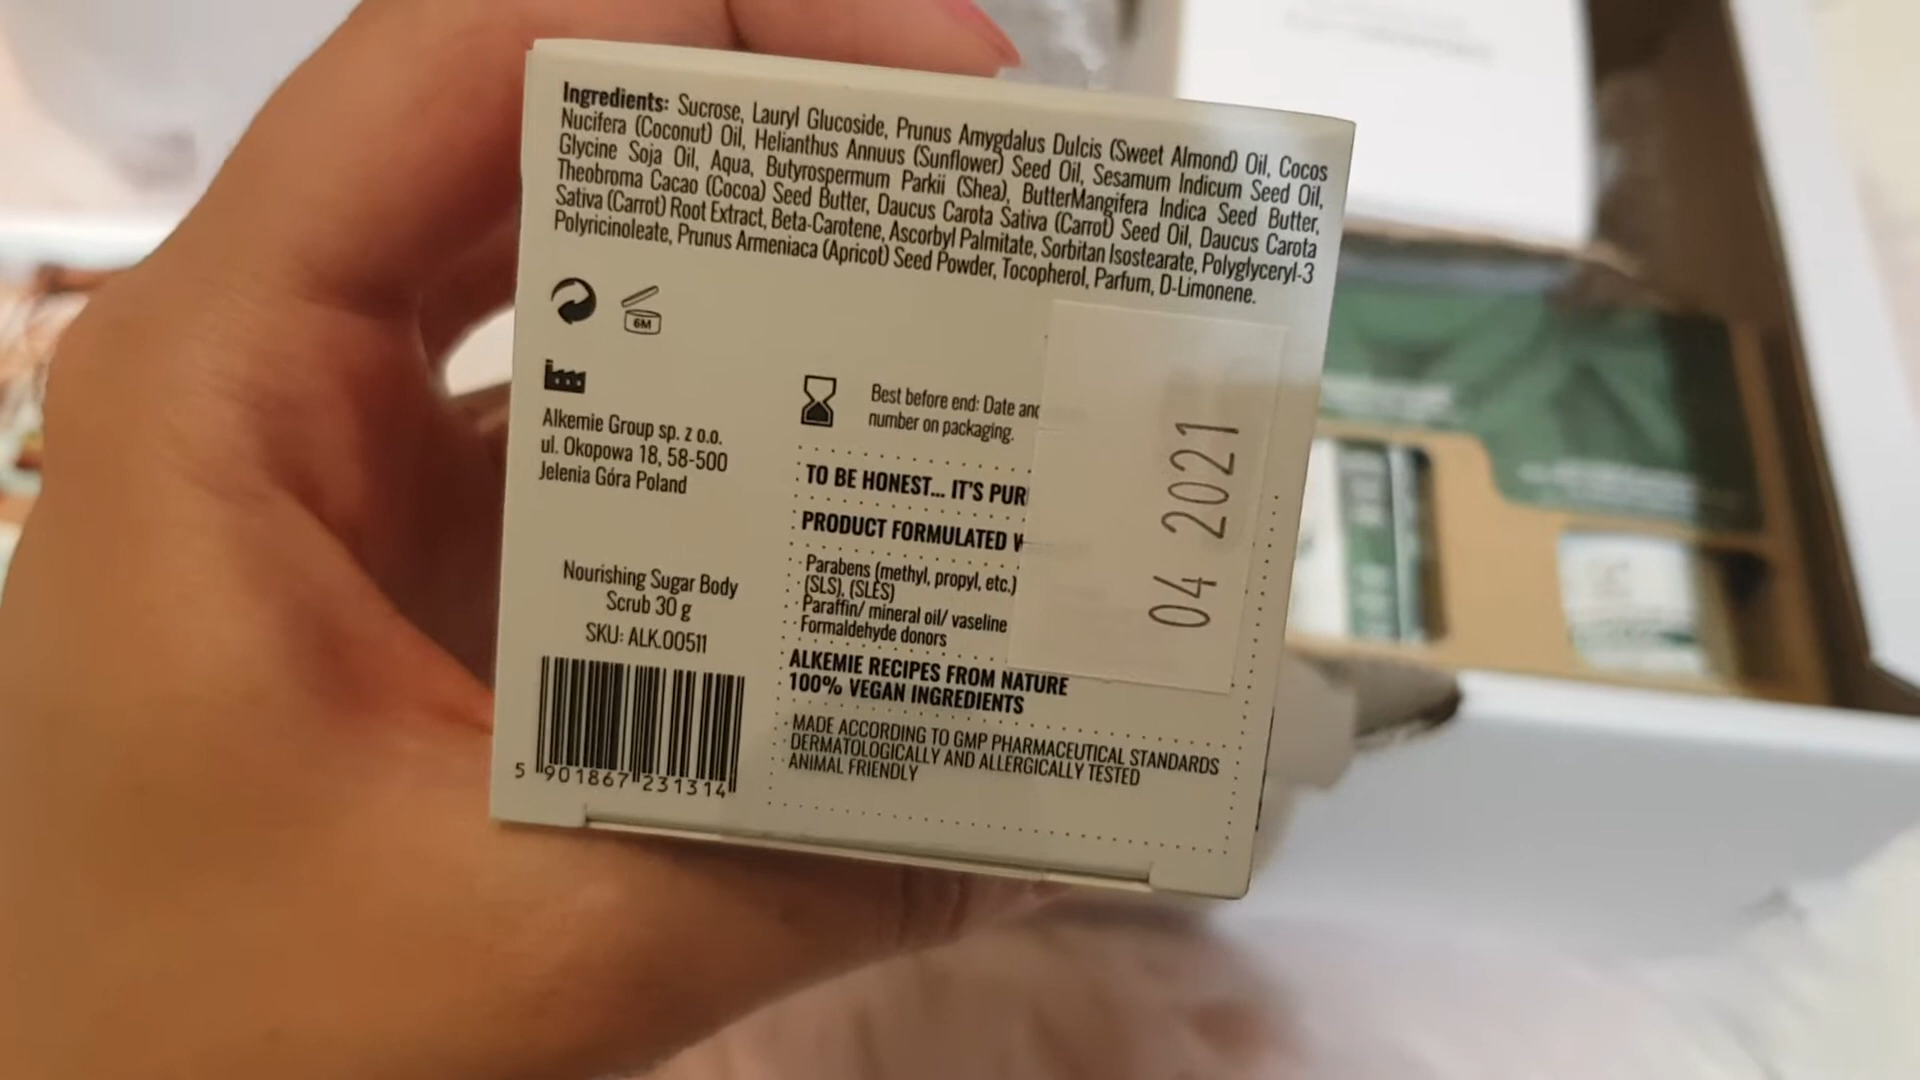 Ingredients: Sucrose, Lauryl Glucoside, Prunus Amygdalus Dulcis (Sweet Almond) Oil, Cocos
Nucifera (Coconut) Oil, Helianthus Annuus (Sunflower) Seed Oil, Sesamum Indicum Seed Oil,
Glycine Soja Oil, Aqua, Butyrospermum Parkii (Shea), ButterMangifera Indica Seed Butter,
Theobroma Cacao (Cocoa) Seed Butter, Daucus Carota Sativa (Carrot) Seed Oil, Daucus Carota
Sativa (Carrot) Root Extract, Beta-Carotene, Ascorbyl Palmitate, Sorbitan Isostearate, Polyglyceryl-3
Polyricinoleate, Prunus Armeniaca (Apricot) Seed Powder, Tocopherol, Parfum, D-Limonene.
6M
Alkemie Group sp. z o.o.
ul. Okopowa 18, 58-500
Jelenia Góra Poland
Nourishing Sugar Body
Scrub 30 g
SKU: ALK.00511
5 901867 231314
Best before end: Date and
number on packaging.
TO BE HONEST... IT'S PUR
PRODUCT FORMULATED
Parabens (methyl, propyl, etc.)
(SLS), (SLES)
Paraffin/ mineral oil/ vaseline
Formaldehyde donors
ALKEMIE RECIPES FROM NATURE
100% VEGAN INGREDIENTS
MADE ACCORDING TO GMP PHARMACEUTICAL STANDARDS
DERMATOLOGICALLY AND ALLERGICALLY TESTED
ANIMAL FRIENDLY
04 2021